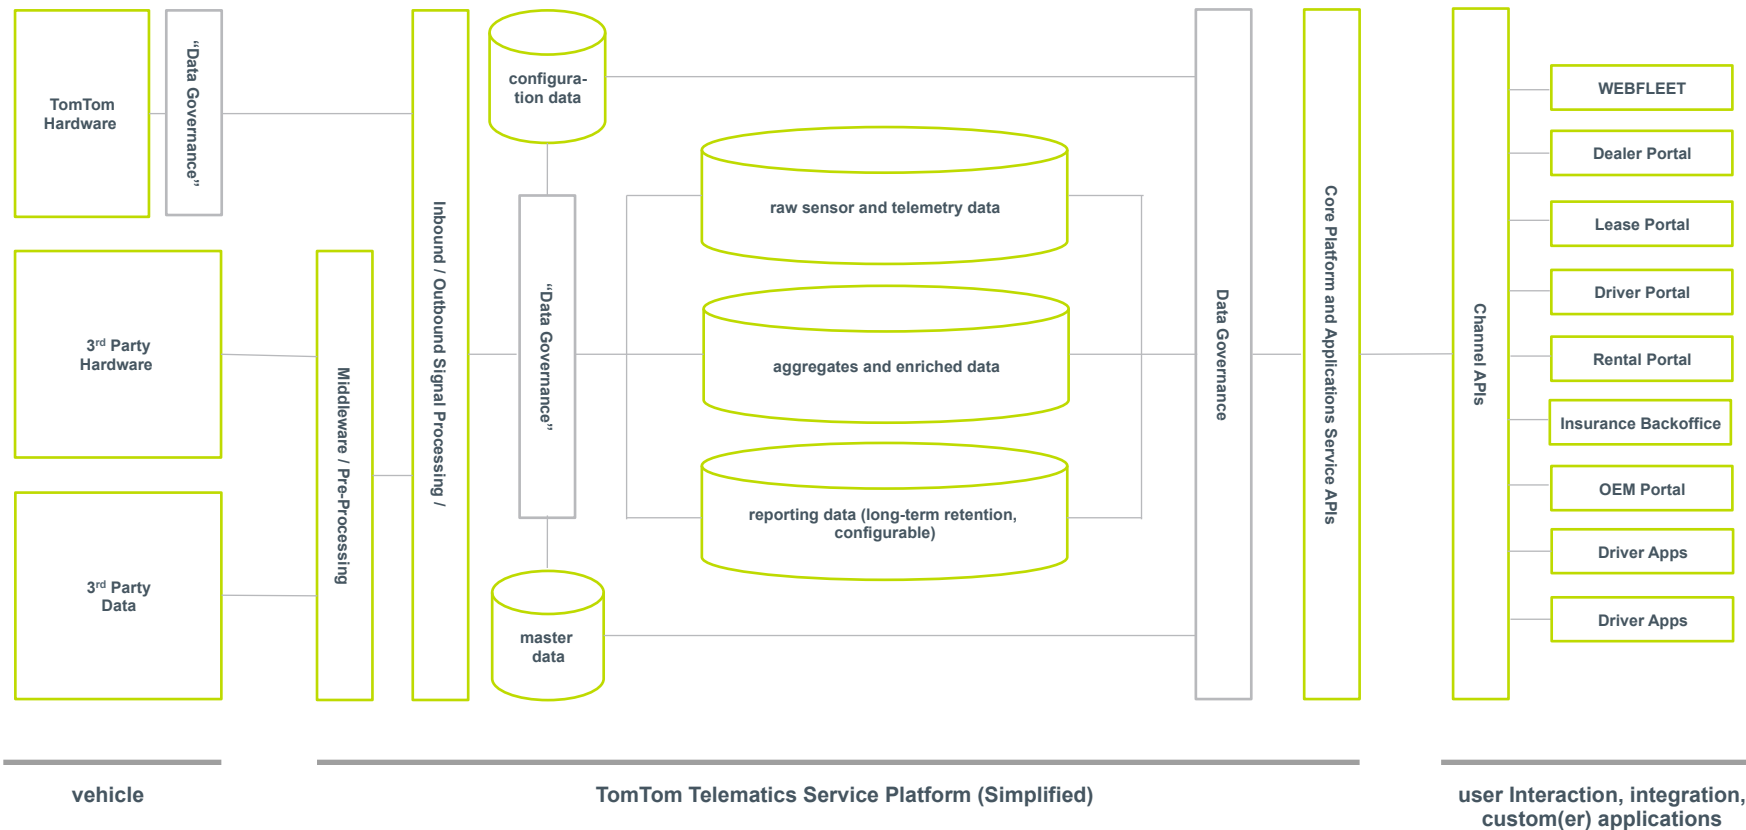 TomTom
Hardware
“Data Governance”
3rd Party
Hardware
3rd Party
Data
Middleware / Pre-Processing
Inbound / Outbound Signal Processing /
configura-
tion data
“Data Governance”
master
data
raw sensor and telemetry data
aggregates and enriched data
reporting data (long-term retention,
configurable)
Data Governance
Core Platform and Applications Service APIs
Channel APIs
WEBFLEET
Dealer Portal
Lease Portal
Driver Portal
Rental Portal
Insurance Backoffice
OEM Portal
Driver Apps
Driver Apps
vehicle
TomTom Telematics Service Platform (Simplified)
user Interaction, integration,
custom(er) applications